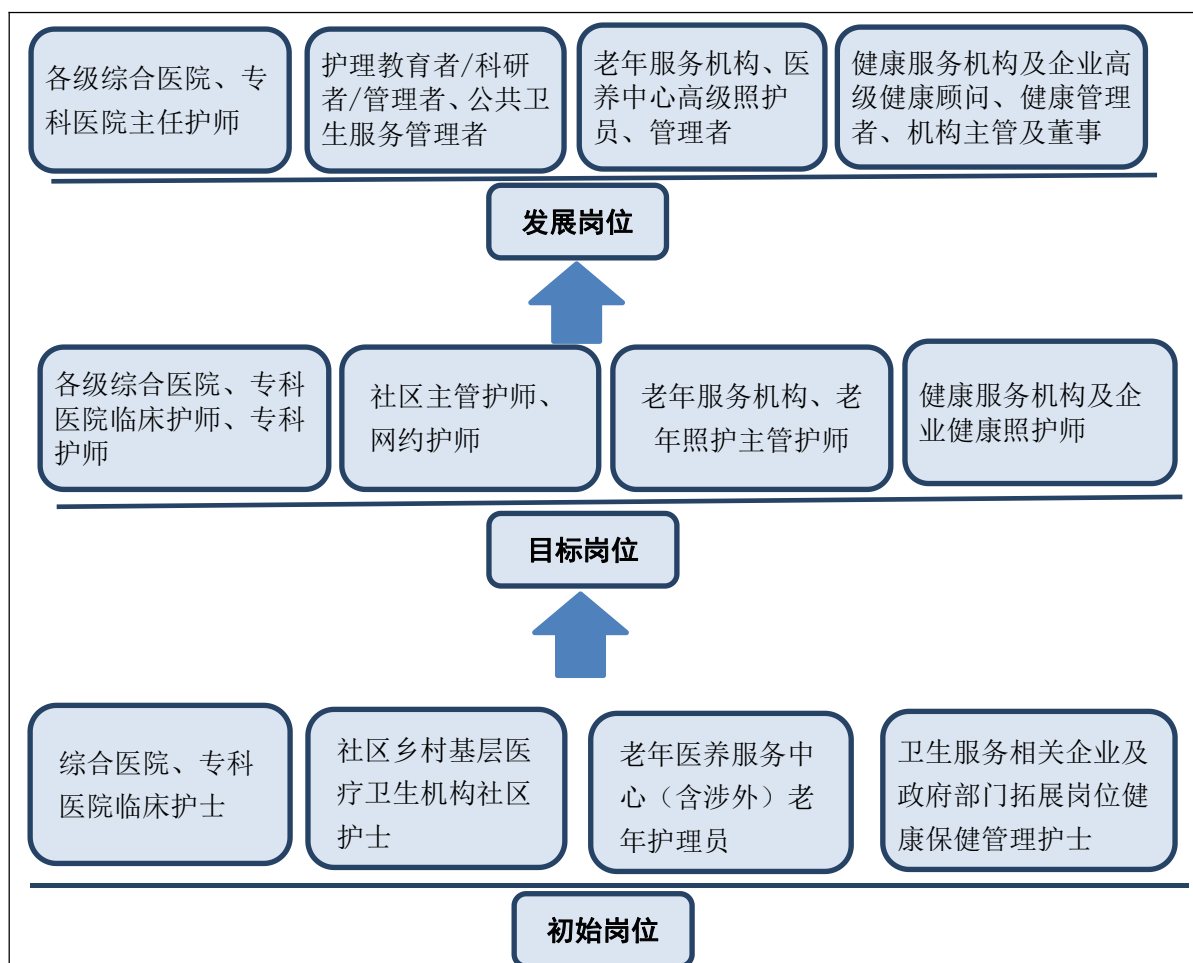 各级综合医院、专
科医院主任护师
护理教育者/科研
者/管理者、公共卫
生服务管理者
老年服务机构、医
养中心高级照护
员、管理者
健康服务机构及企业高
级健康顾问、健康管理
者、机构主管及董事
发展岗位
各级综合医院、专科
医院临床护师、专科
护师
社区主管护师、
网约护师
老年服务机构、老
年照护主管护师
健康服务机构及企
业健康照护师
目标岗位
综合医院、专科
医院临床护士
社区乡村基层医
疗卫生机构社区
护士
老年医养服务中
心（含涉外）老
年护理员
卫生服务相关企业及
政府部门拓展岗位健
康保健管理护士
初始岗位